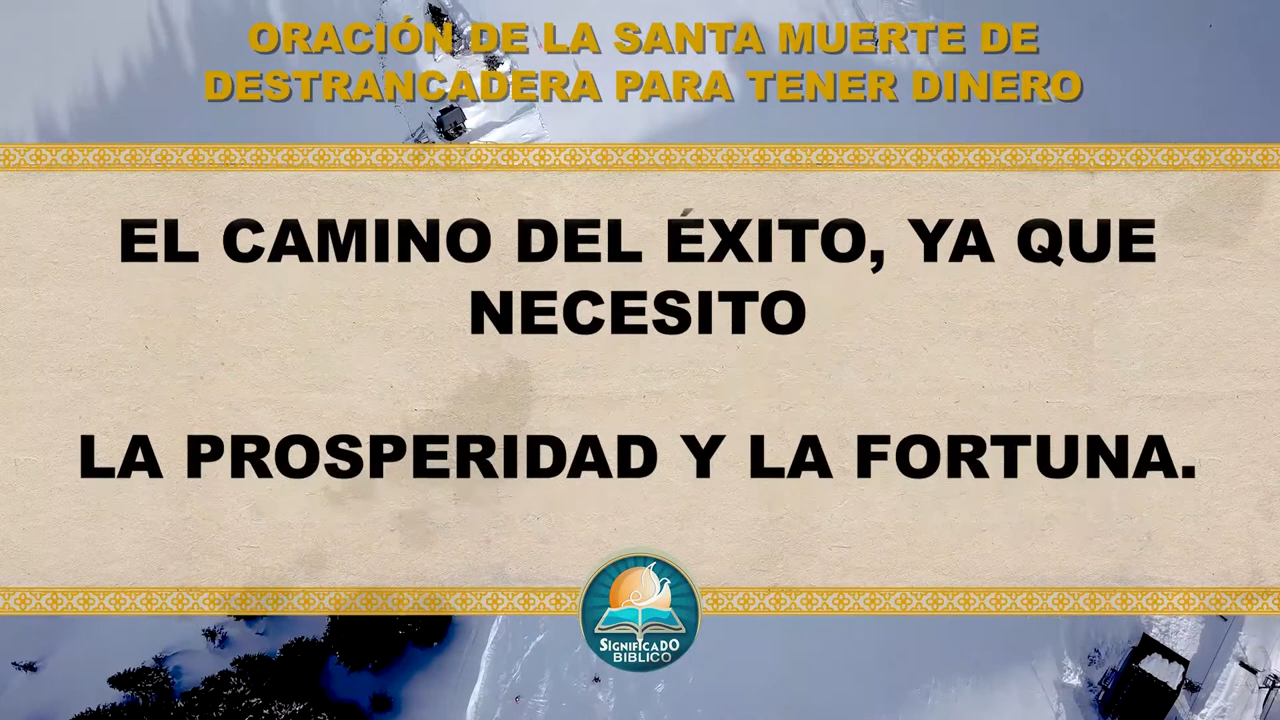 ORACIÓN DE LA SANTA MUERTE DE
DESTRANCADERA PARA TENER DINERO
EL CAMINO DEL ÉXITO, YA QUE
NECESITO
LA PROSPERIDAD Y LA FORTUNA.
SIGNIFICADO
BIBLICO